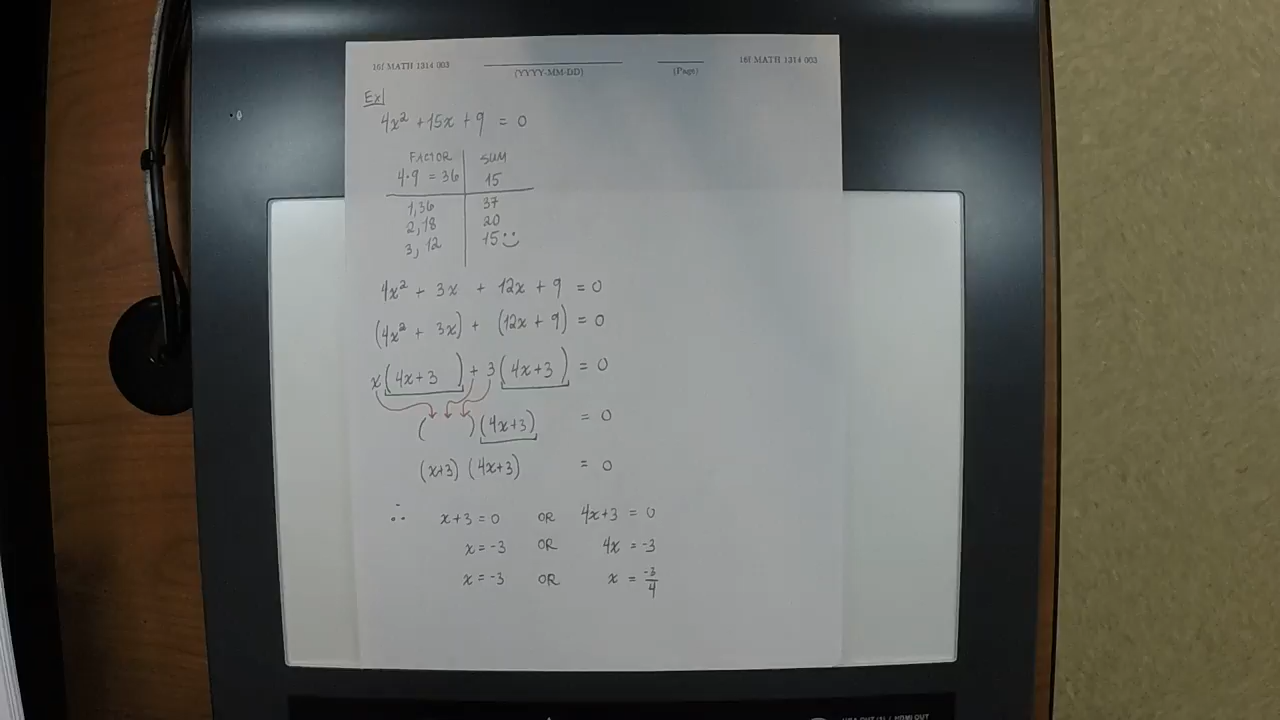 16f MATH 1314 003 (YYYY-MM-DD) (Page) 16f MATH 1314 003
Ex|
4x² + 15x + 9 = 0
FACTOR SUM
4·9 = 36 15
1,36 37
2,18 20
3, 12 15
4x² + 3x + 12x + 9 = 0
(4x² + 3x) + (12x + 9) = 0
x(4x+3 ) + 3(4x+3) = 0
( )(4x+3) = 0
(x+3)(4x+3) = 0
∴ x+3 = 0 OR 4x+3 = 0
x = -3 OR 4x = -3
x = -3 OR x = -3/4